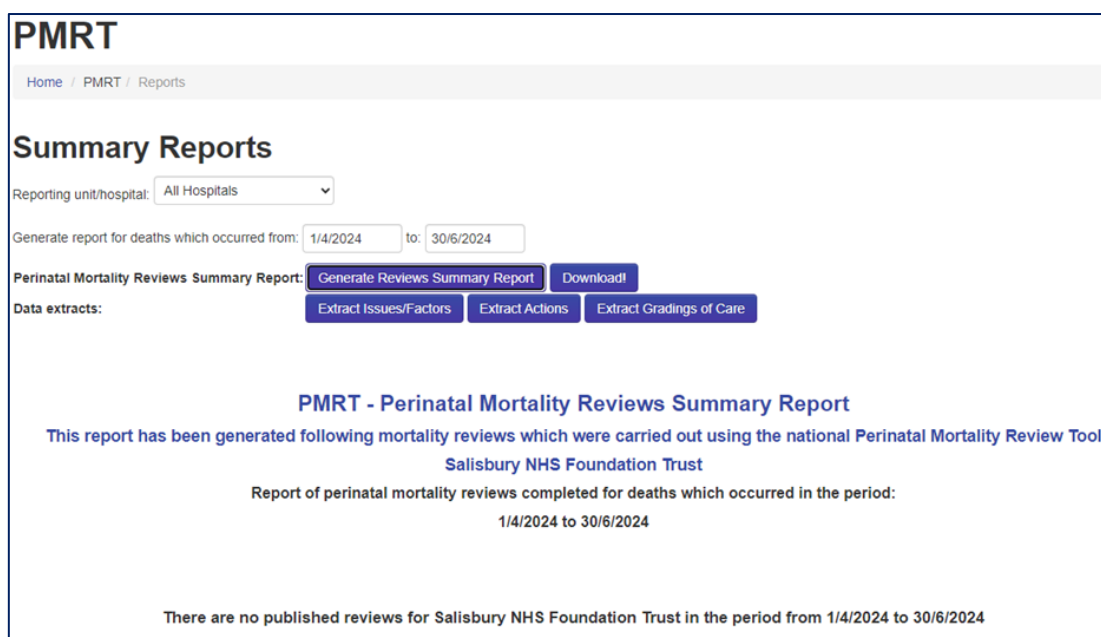 PMRT
Home / PMRT / Reports
Summary Reports
Reporting unit/hospital: All Hospitals
Generate report for deaths which occurred from: 1/4/2024 to: 30/6/2024
Perinatal Mortality Reviews Summary Report: Generate Reviews Summary Report Download!
Data extracts: Extract Issues/Factors Extract Actions Extract Gradings of Care
PMRT - Perinatal Mortality Reviews Summary Report
This report has been generated following mortality reviews which were carried out using the national Perinatal Mortality Review Tool
Salisbury NHS Foundation Trust
Report of perinatal mortality reviews completed for deaths which occurred in the period:
1/4/2024 to 30/6/2024
There are no published reviews for Salisbury NHS Foundation Trust in the period from 1/4/2024 to 30/6/2024